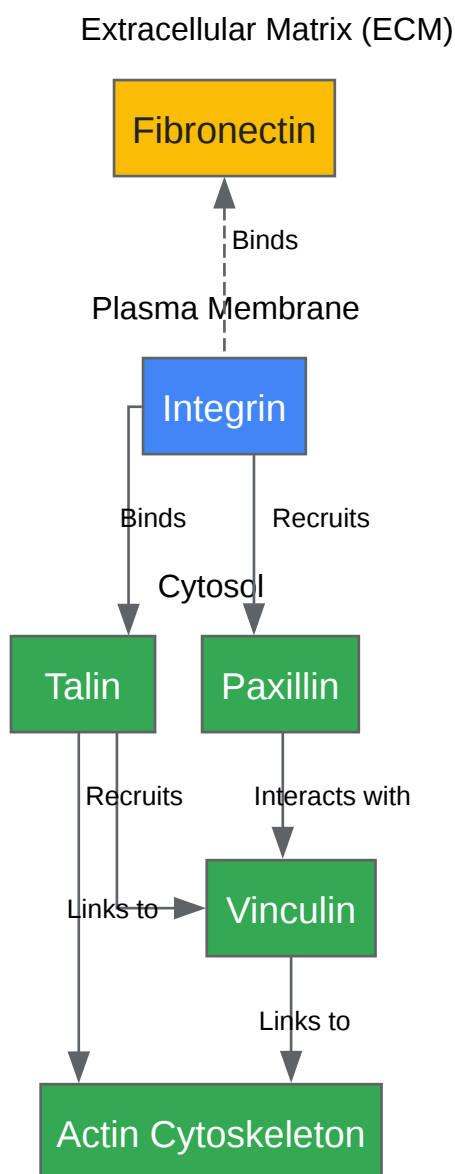 Extracellular Matrix (ECM)
Fibronectin
Binds
Plasma Membrane
Integrin
Binds
Recruits
Cytosol
Talin
Paxillin
Recruits
Interacts with
Links to
Vinculin
Links to
Actin Cytoskeleton